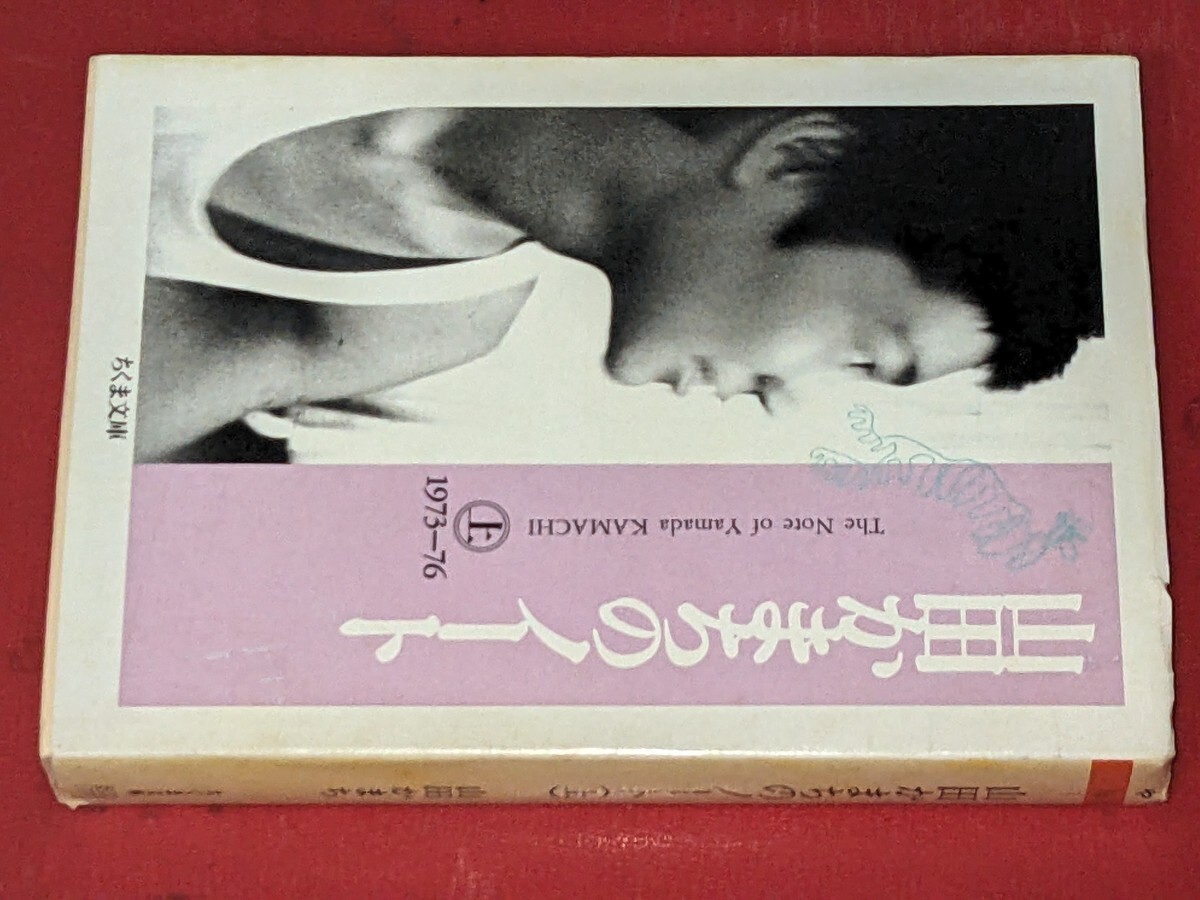 山田かまちのノート
The Note of Yamada KAMACHI
上
1973—76
ちくま文庫
山田かまちのノート(上)
山田かまち